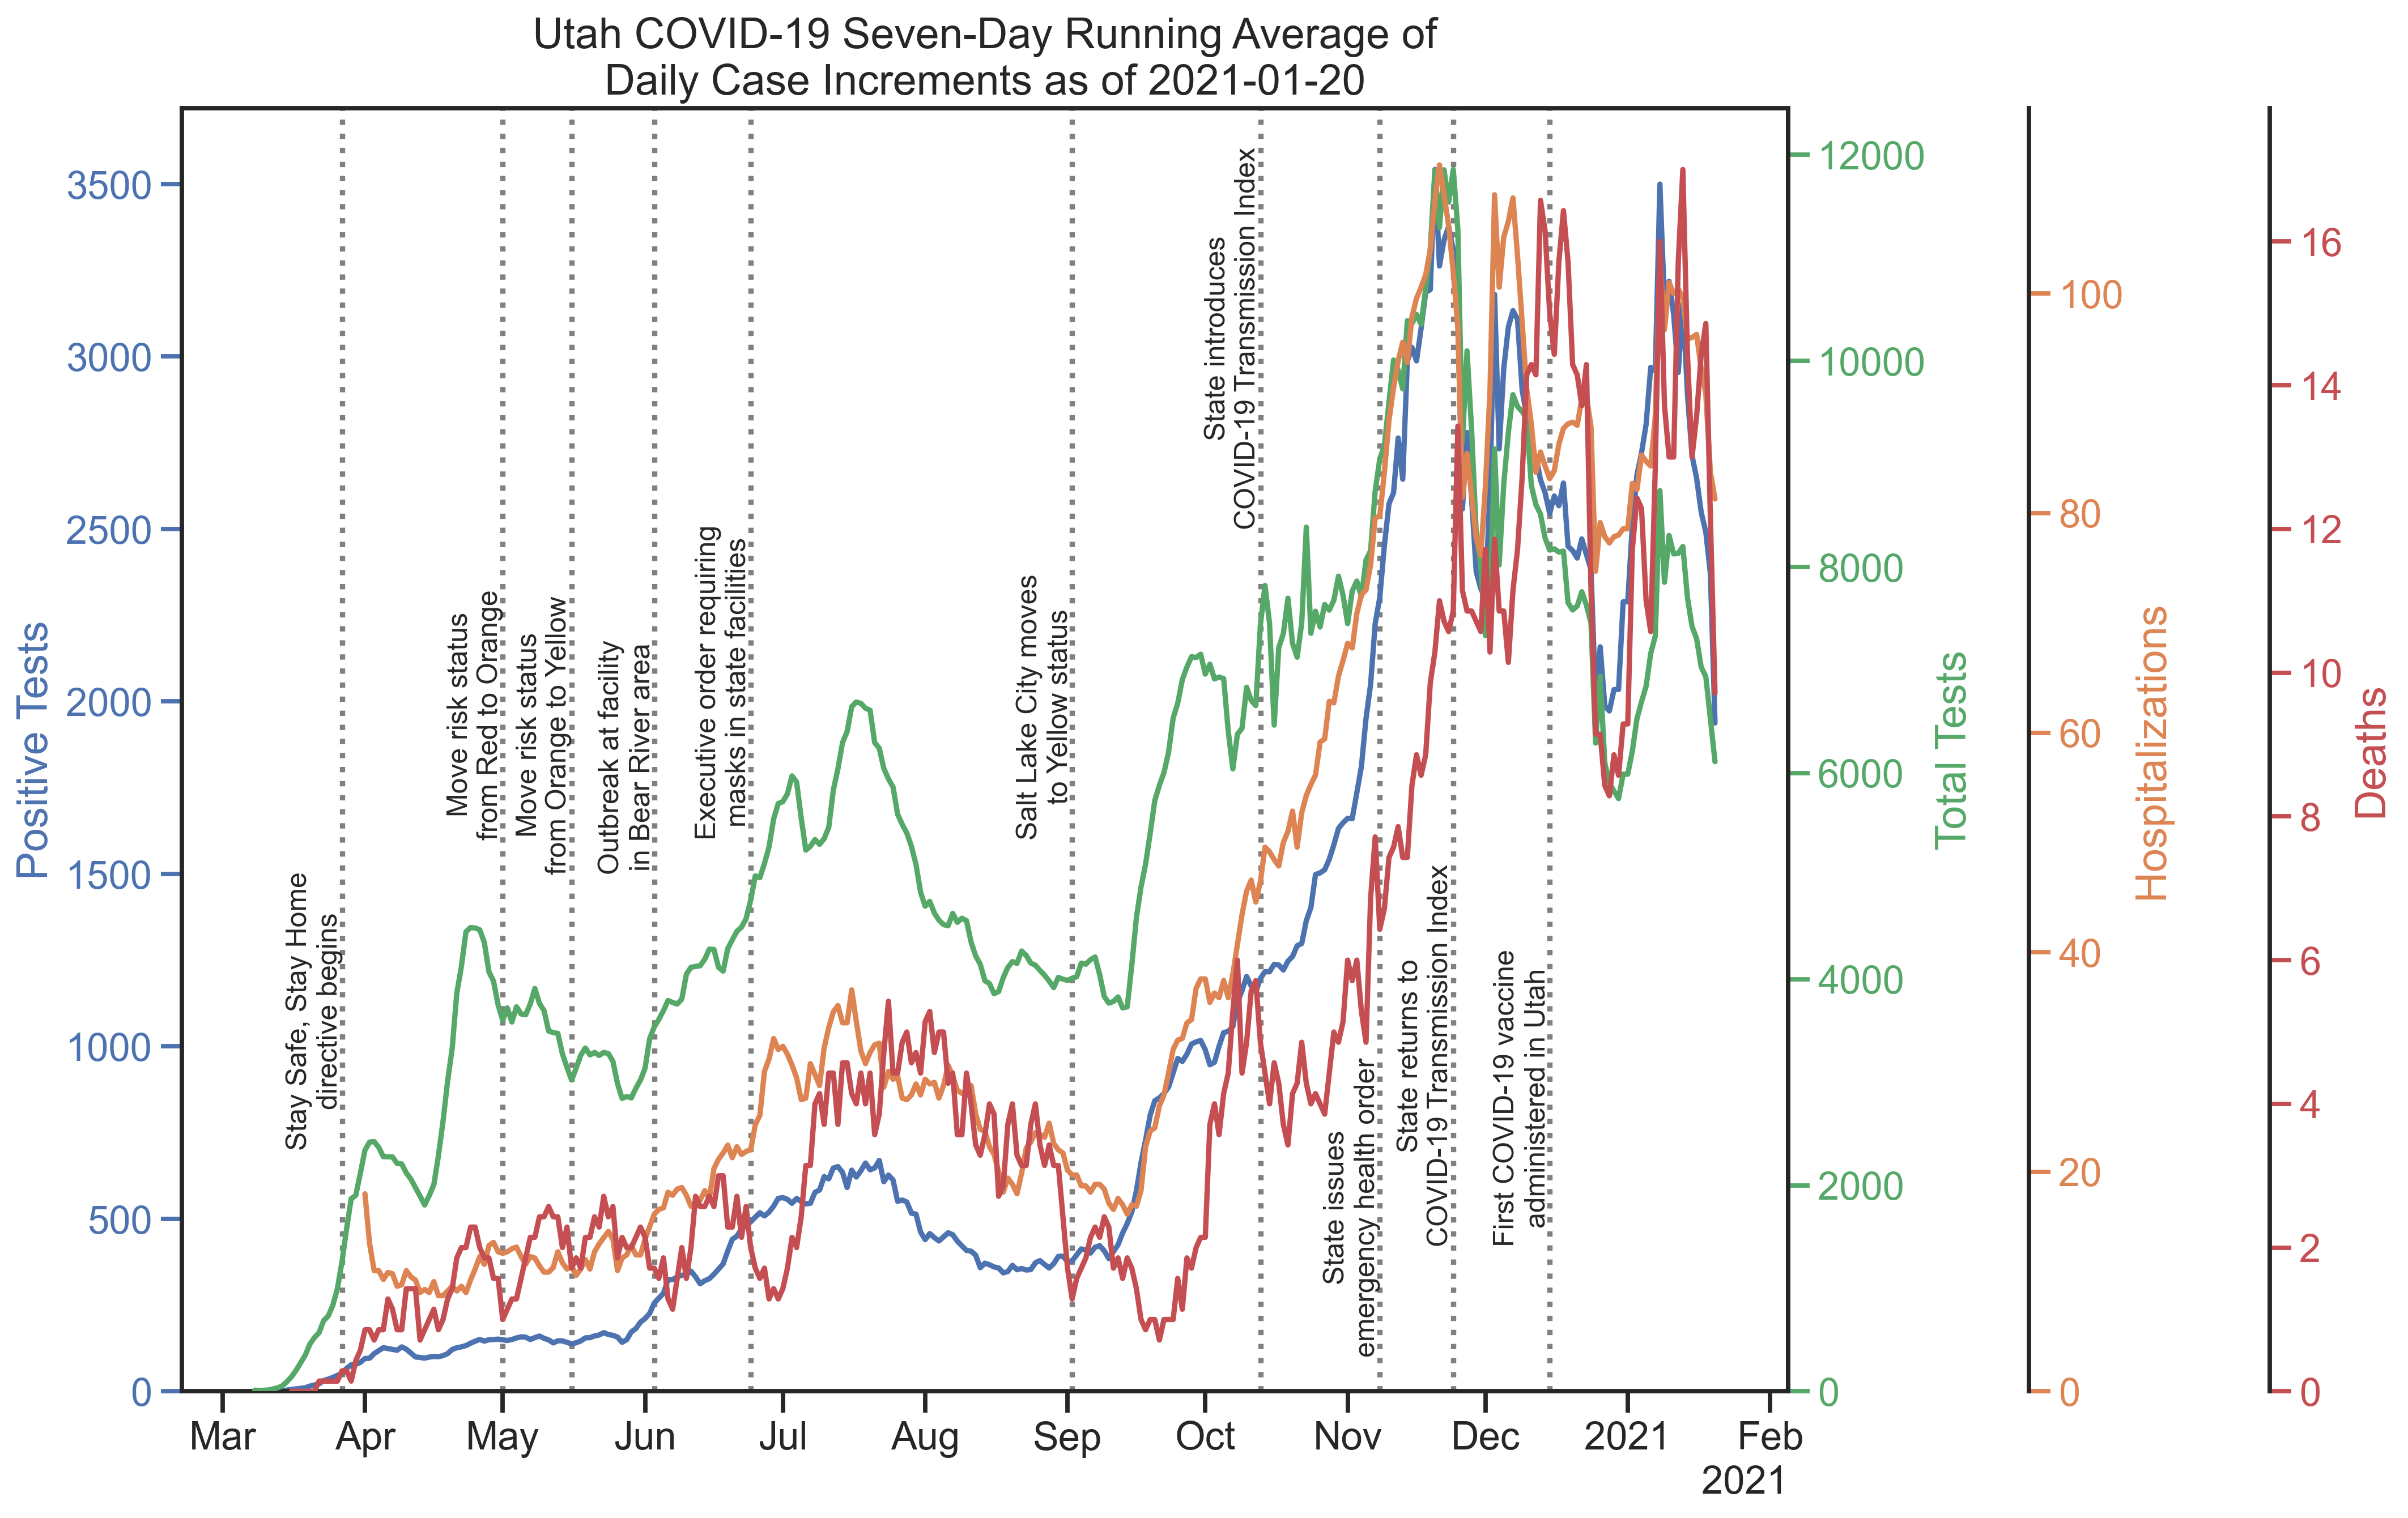 Utah COVID-19 Seven-Day Running Average of
Daily Case Increments as of 2021-01-20
Positive Tests
3500
3000
2500
2000
1500
1000
500
0
Stay Safe, Stay Home
directive begins
Move risk status
from Red to Orange
Move risk status
from Orange to Yellow
Outbreak at facility
in Bear River area
Executive order requiring
masks in state facilities
Salt Lake City moves
to Yellow status
State introduces
COVID-19 Transmission Index
State issues
emergency health order
State returns to
COVID-19 Transmission Index
First COVID-19 vaccine
administered in Utah
12000
10000
8000
6000
4000
2000
0
Total Tests
100
80
60
40
20
0
Hospitalizations
16
14
12
10
8
6
4
2
0
Deaths
Mar Apr May Jun Jul Aug Sep Oct Nov Dec 2021 Feb
2021